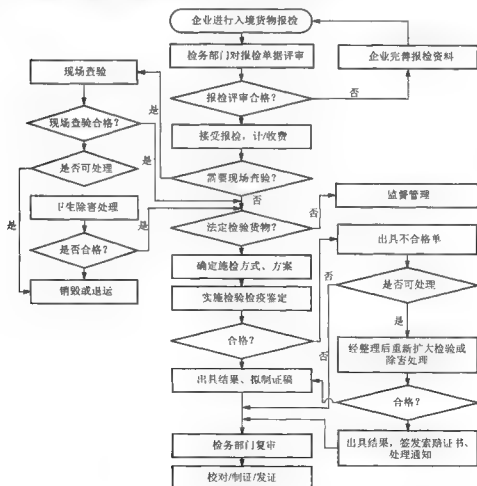 企业进行入境货物报检
检务部门对报检单据评审
企业完善报检资料
现场查验
是
报检评审合格?
否
现场查验合格?
接受报检，计/收费
是否可处理
需要现场查验?
否
监督管理
卫生除害处理
法定检验货物?
否
是
是
是否合格?
出具不合格单
确定施检方式、方案
销毁或退运
实施检验检疫鉴定
否
是否可处理
是
合格?
否
经整理后重新扩大检验或
除害处理
出具结果、拟制证稿
合格?
检务部门复审
出具结果，签发索赔证书、
处理通知
校对/制证/发证